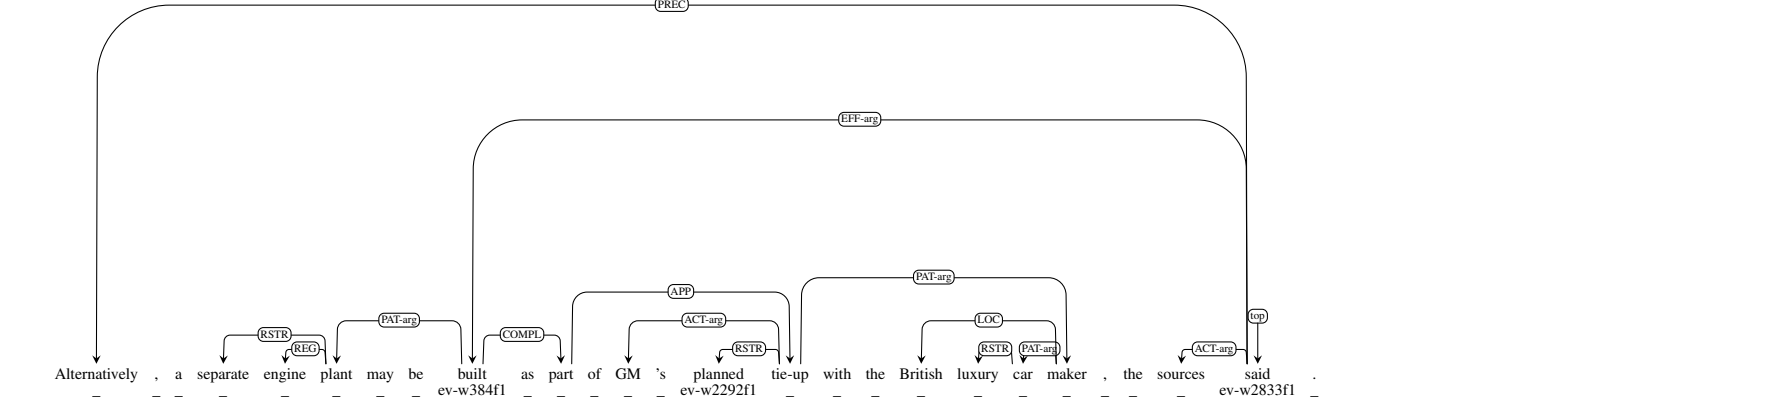 PREC
EFF-arg
PAT-arg
APP
top
PAT-arg ACT-arg LOC
RSTR COMPL
REG RSTR RSTR PAT-arg ACT-arg
Alternatively , a separate engine plant may be built as part of GM 's planned tie-up with the British luxury car maker , the sources said .
_ _ _ _ _ _ _ _ ev-w384f1 _ _ _ _ _ ev-w2292f1 _ _ _ _ _ _ _ _ _ _ ev-w2833f1 _